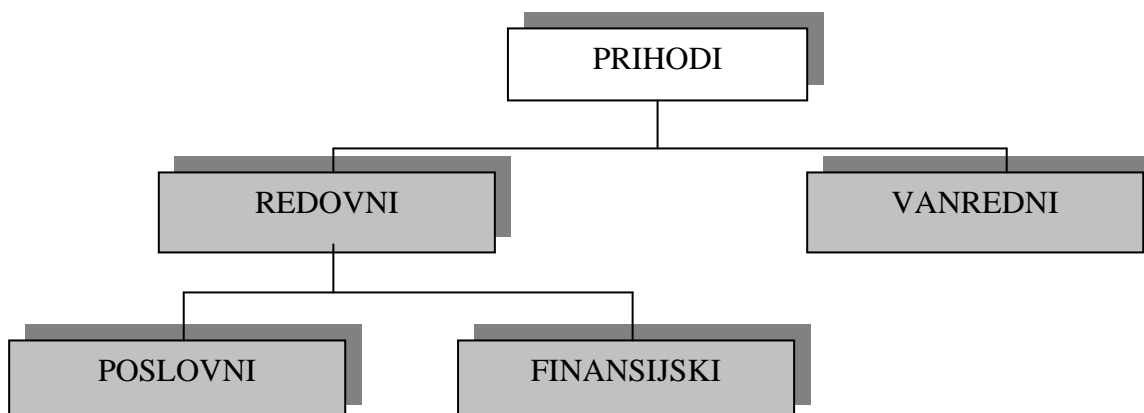 PRIHODI
REDOVNI
VANREDNI
POSLOVNI
FINANSIJSKI